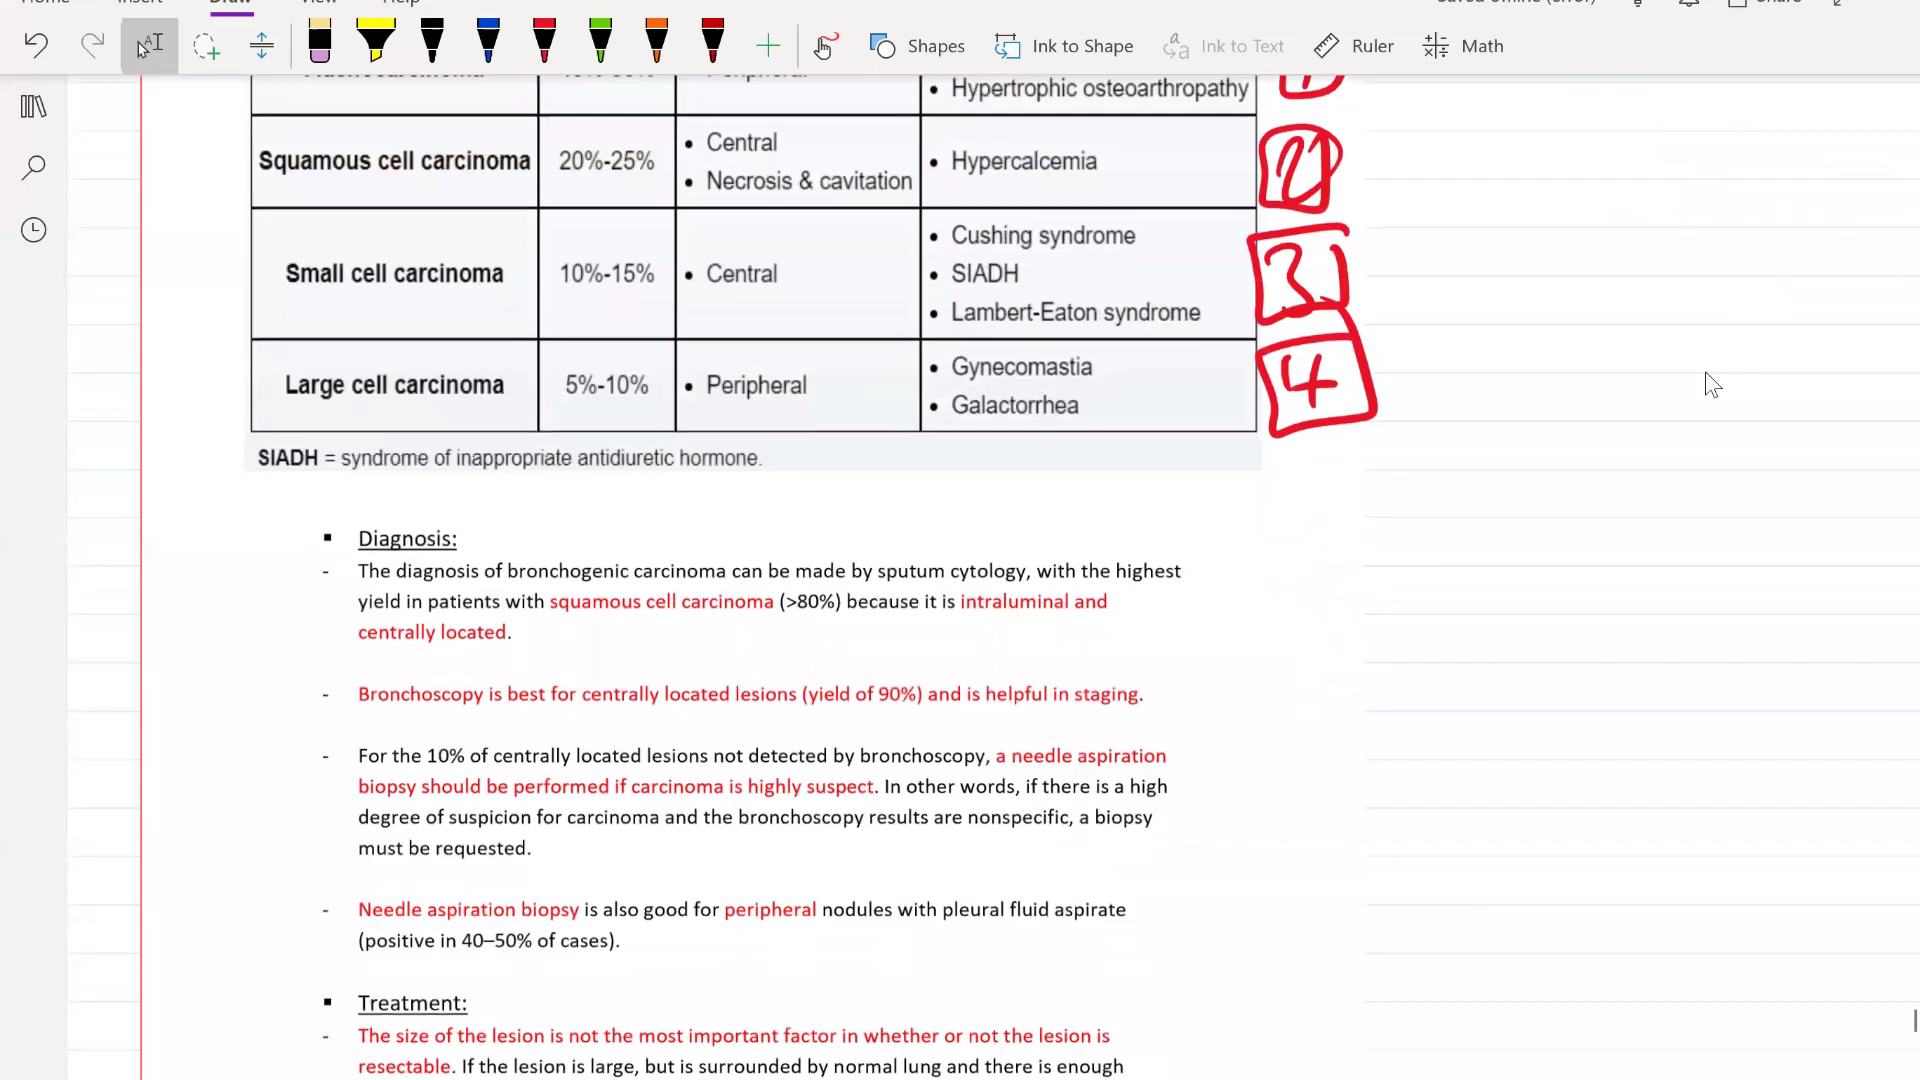 Home Insert Draw View Help Saved online (error) Share
Shapes Ink to Shape Ink to Text Ruler Math
Hypertrophic osteoarthropathy
Squamous cell carcinoma 20%-25% • Central • Hypercalcemia 2
• Necrosis & cavitation
Small cell carcinoma 10%-15% • Central • Cushing syndrome 3
• SIADH
• Lambert-Eaton syndrome
Large cell carcinoma 5%-10% • Peripheral • Gynecomastia 4
• Galactorrhea
SIADH = syndrome of inappropriate antidiuretic hormone.
▪ Diagnosis:
- The diagnosis of bronchogenic carcinoma can be made by sputum cytology, with the highest
yield in patients with squamous cell carcinoma (>80%) because it is intraluminal and
centrally located.
- Bronchoscopy is best for centrally located lesions (yield of 90%) and is helpful in staging.
- For the 10% of centrally located lesions not detected by bronchoscopy, a needle aspiration
biopsy should be performed if carcinoma is highly suspect. In other words, if there is a high
degree of suspicion for carcinoma and the bronchoscopy results are nonspecific, a biopsy
must be requested.
- Needle aspiration biopsy is also good for peripheral nodules with pleural fluid aspirate
(positive in 40–50% of cases).
▪ Treatment:
- The size of the lesion is not the most important factor in whether or not the lesion is
resectable. If the lesion is large, but is surrounded by normal lung and there is enough